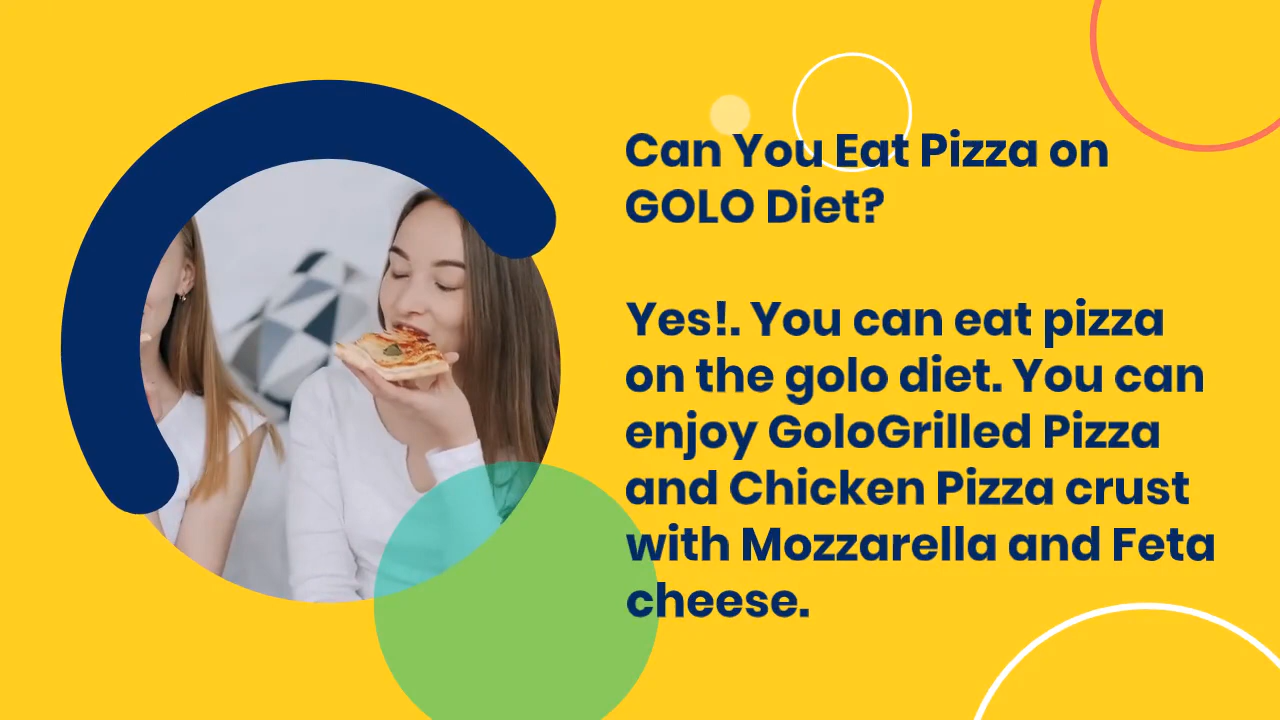 Can You Eat Pizza on
GOLO Diet?
Yes!. You can eat pizza
on the golo diet. You can
enjoy GoloGrilled Pizza
and Chicken Pizza crust
with Mozzarella and Feta
cheese.